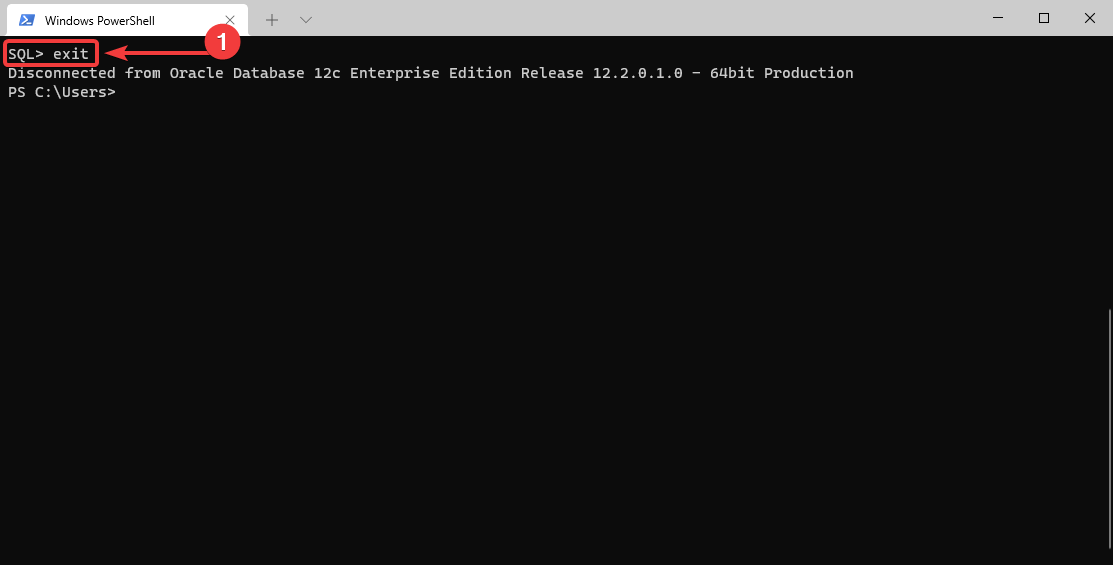 Windows PowerShell
1
SQL> exit
Disconnected from Oracle Database 12c Enterprise Edition Release 12.2.0.1.0 - 64bit Production
PS C:\Users>